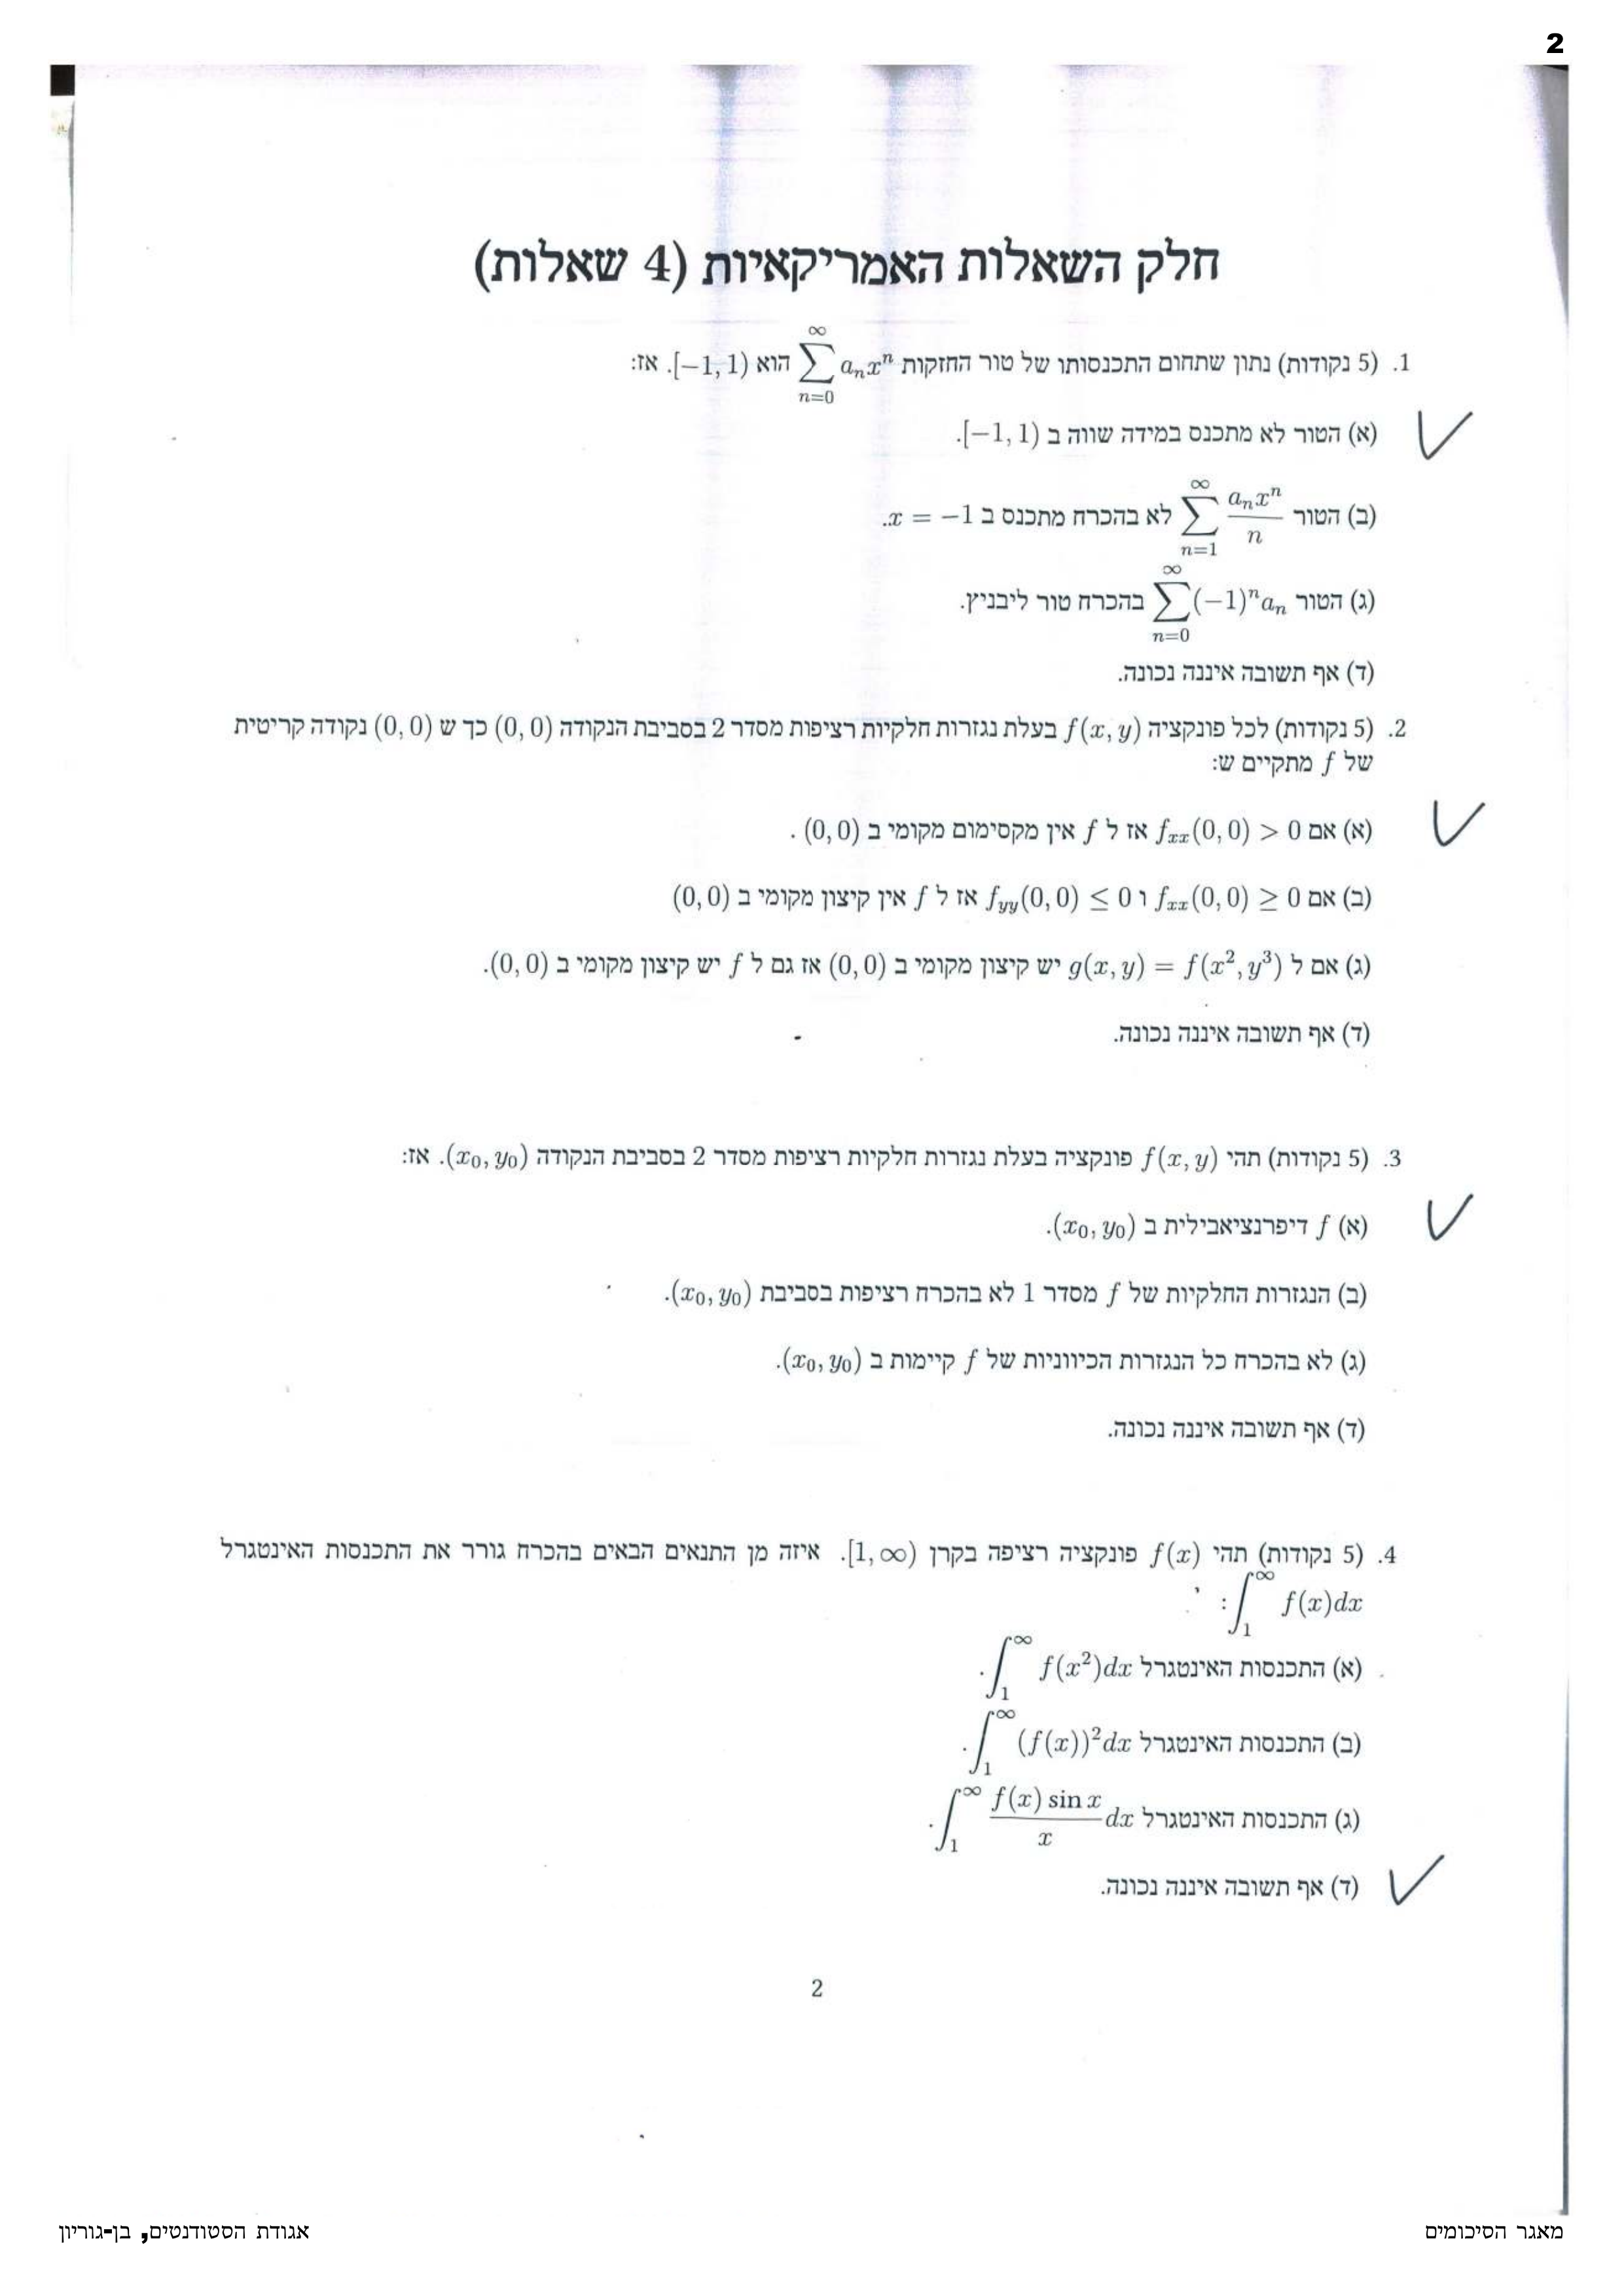 2
חלק השאלות האמריקאיות (4 שאלות)
1. (5 נקודות) נתון שתחום התכנסותו של טור החזקות $\sum_{n=0}^{\infty} a_n x^n$ הוא $[-1, 1)$. אז:
(א) הטור לא מתכנס במידה שווה ב $[-1, 1)$.
(ב) הטור $\sum_{n=1}^{\infty} \frac{a_n x^n}{n}$ לא בהכרח מתכנס ב $x = -1$.
(ג) הטור $\sum_{n=0}^{\infty} (-1)^n a_n$ בהכרח טור ליבניץ.
(ד) אף תשובה איננה נכונה.
2. (5 נקודות) לכל פונקציה $f(x, y)$ בעלת נגזרות חלקיות רציפות מסדר 2 בסביבת הנקודה $(0, 0)$ כך ש $(0, 0)$ נקודה קריטית
של $f$ מתקיים ש:
(א) אם $f_{xx}(0, 0) > 0$ אז ל $f$ אין מקסימום מקומי ב $(0, 0)$ .
(ב) אם $f_{xx}(0, 0) \geq 0$ ו $f_{yy}(0, 0) \leq 0$ אז ל $f$ אין קיצון מקומי ב $(0, 0)$
(ג) אם ל $g(x, y) = f(x^2, y^3)$ יש קיצון מקומי ב $(0, 0)$ אז גם ל $f$ יש קיצון מקומי ב $(0, 0)$.
(ד) אף תשובה איננה נכונה.
3. (5 נקודות) תהי $f(x, y)$ פונקציה בעלת נגזרות חלקיות רציפות מסדר 2 בסביבת הנקודה $(x_0, y_0)$. אז:
(א) $f$ דיפרנציאבילית ב $(x_0, y_0)$.
(ב) הנגזרות החלקיות של $f$ מסדר 1 לא בהכרח רציפות בסביבת $(x_0, y_0)$.
(ג) לא בהכרח כל הנגזרות הכיווניות של $f$ קיימות ב $(x_0, y_0)$.
(ד) אף תשובה איננה נכונה.
4. (5 נקודות) תהי $f(x)$ פונקציה רציפה בקרן $[1, \infty)$. איזה מן התנאים הבאים בהכרח גורר את התכנסות האינטגרל
$\int_1^{\infty} f(x)dx$ :
(א) התכנסות האינטגרל $\int_1^{\infty} f(x^2)dx$.
(ב) התכנסות האינטגרל $\int_1^{\infty} (f(x))^2 dx$.
(ג) התכנסות האינטגרל $\int_1^{\infty} \frac{f(x) \sin x}{x} dx$.
(ד) אף תשובה איננה נכונה.
2
מאגר הסיכומים
אגודת הסטודנטים, בן-גוריון